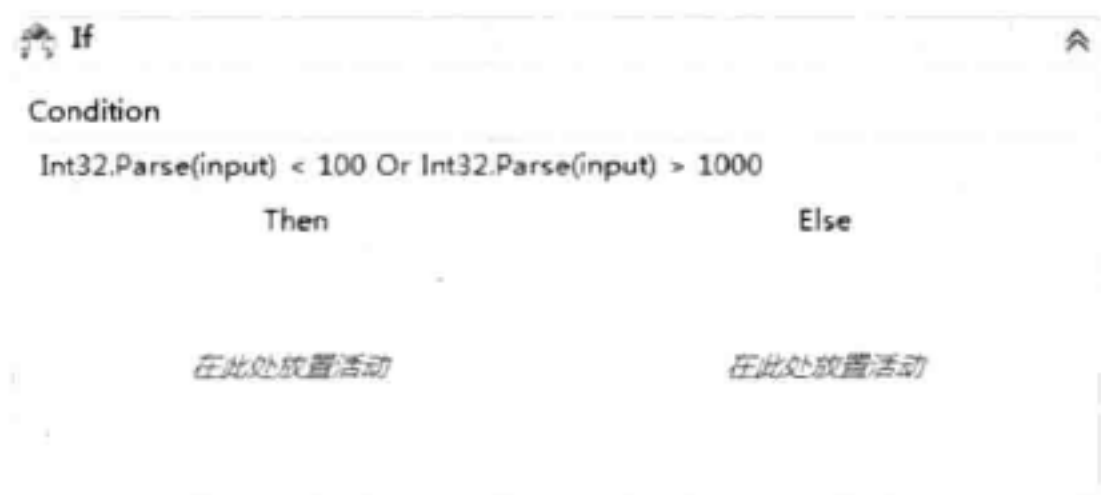 If
Condition
Int32.Parse(input) < 100 Or Int32.Parse(input) > 1000
Then
Else
在此处放置活动
在此处放置活动